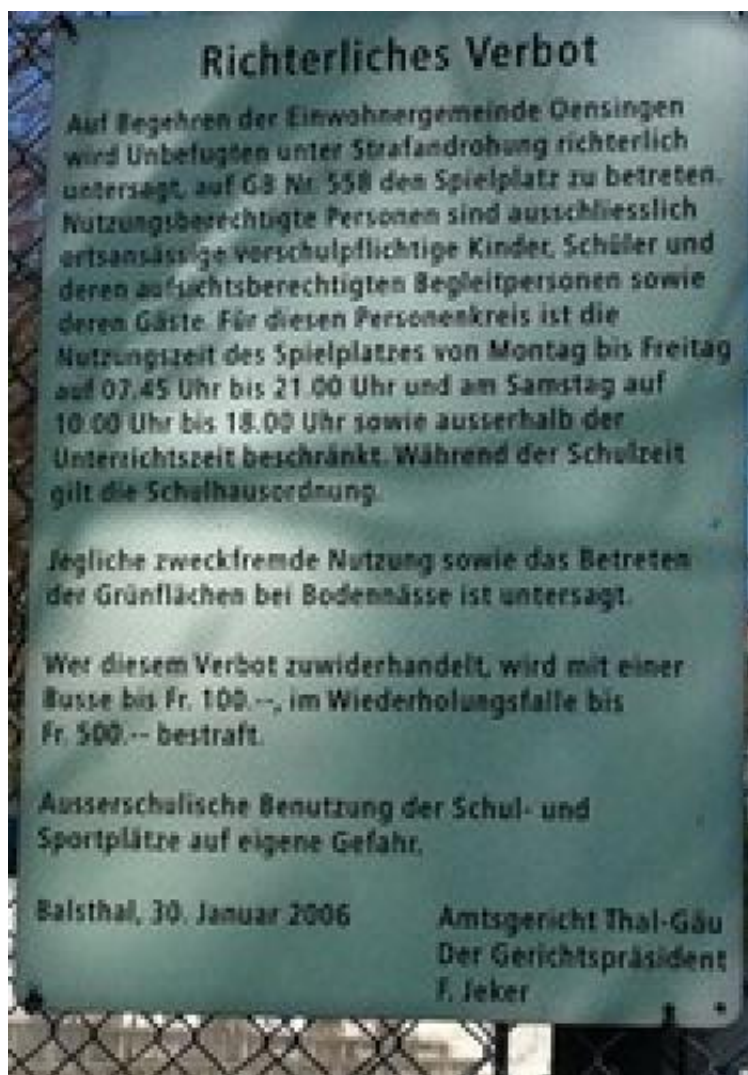 Richterliches Verbot
Auf Begehren der Einwohnergemeinde Oensingen
wird Unbefugten unter Strafandrohung richterlich
untersagt, auf GB Nr. 558 den Spielplatz zu betreten.
Nutzungsberechtigte Personen sind ausschliesslich
ortsansässige vorschulpflichtige Kinder, Schüler und
deren aufsichtsberechtigten Begleitpersonen sowie
deren Gäste. Für diesen Personenkreis ist die
Nutzungszeit des Spielplatzes von Montag bis Freitag
auf 07.45 Uhr bis 21.00 Uhr und am Samstag auf
10.00 Uhr bis 18.00 Uhr sowie ausserhalb der
Unterrichtszeit beschränkt. Während der Schulzeit
gilt die Schulhausordnung.
Jegliche zweckfremde Nutzung sowie das Betreten
der Grünflächen bei Bodennässe ist untersagt.
Wer diesem Verbot zuwiderhandelt, wird mit einer
Busse bis Fr. 100.--, im Wiederholungsfalle bis
Fr. 500.-- bestraft.
Ausserschulische Benutzung der Schul- und
Sportplätze auf eigene Gefahr.
Balsthal, 30. Januar 2006
Amtsgericht Thal-Gäu
Der Gerichtspräsident
F. Jeker